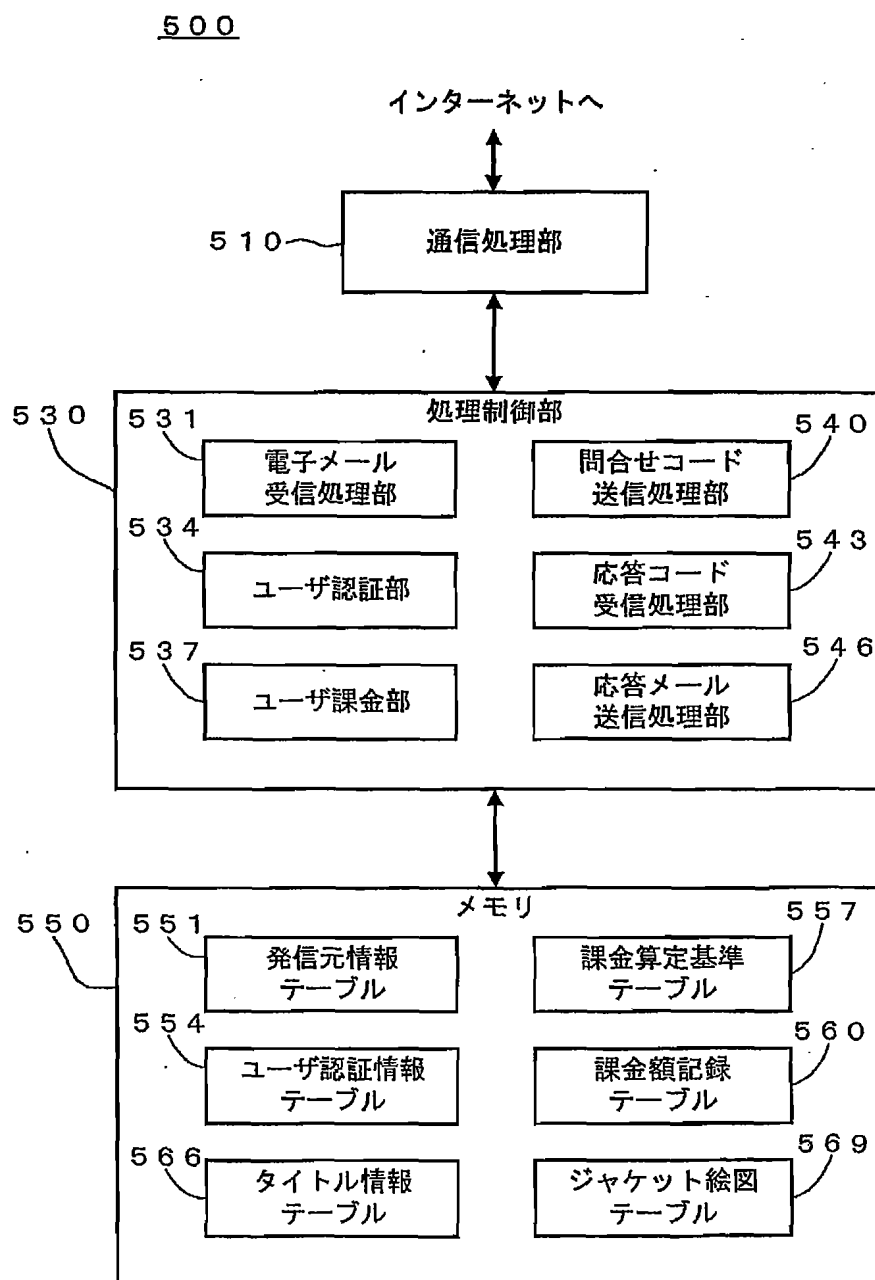 ５００
インターネットへ
５１０
通信処理部
５３０
処理制御部
５３１
電子メール
受信処理部
５４０
問合せコード
送信処理部
５３４
ユーザ認証部
５４３
応答コード
受信処理部
５３７
ユーザ課金部
５４６
応答メール
送信処理部
５５０
メモリ
５５１
発信元情報
テーブル
５５７
課金算定基準
テーブル
５５４
ユーザ認証情報
テーブル
５６０
課金額記録
テーブル
５６６
タイトル情報
テーブル
５６９
ジャケット絵図
テーブル